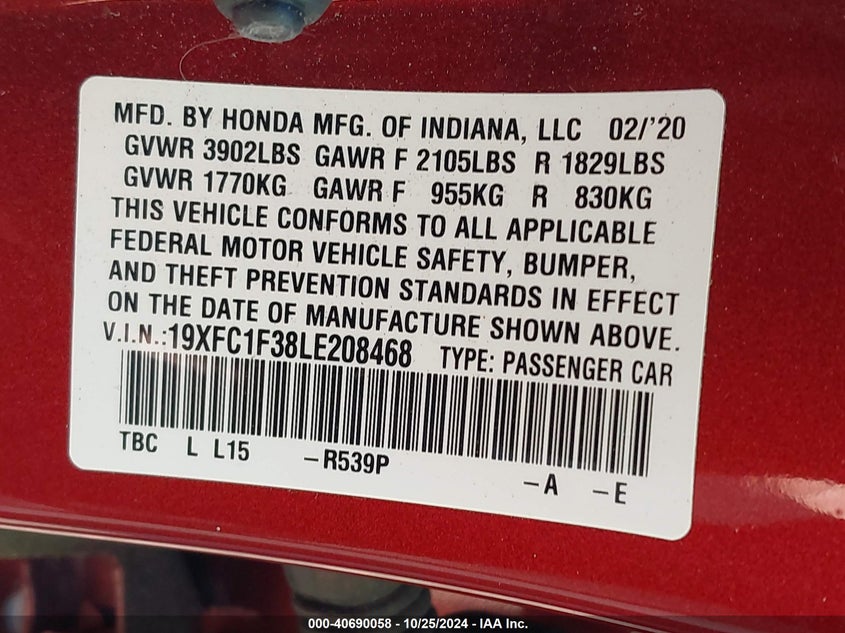 MFD. BY HONDA MFG. OF INDIANA, LLC 02/'20
GVWR 3902LBS GAWR F 2105LBS R 1829LBS
GVWR 1770KG GAWR F 955KG R 830KG
THIS VEHICLE CONFORMS TO ALL APPLICABLE
FEDERAL MOTOR VEHICLE SAFETY, BUMPER,
AND THEFT PREVENTION STANDARDS IN EFFECT
ON THE DATE OF MANUFACTURE SHOWN ABOVE.
V.I.N.:19XFC1F38LE208468 TYPE: PASSENGER CAR
TBC L L15 -R539P -A -E
000-40690058 - 10/25/2024 - IAA Inc.